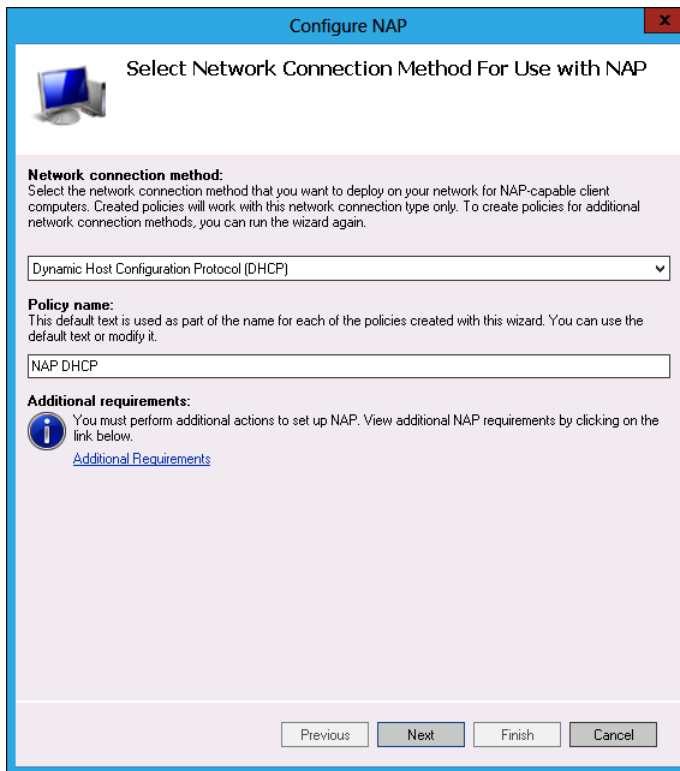 Configure NAP
x
Select Network Connection Method For Use with NAP
Network connection method:
Select the network connection method that you want to deploy on your network for NAP-capable client
computers. Created policies will work with this network connection type only. To create policies for additional
network connection methods, you can run the wizard again.
Dynamic Host Configuration Protocol (DHCP)
Policy name:
This default text is used as part of the name for each of the policies created with this wizard. You can use the
default text or modify it.
NAP DHCP
Additional requirements:
You must perform additional actions to set up NAP. View additional NAP requirements by clicking on the
link below.
Additional Requirements
Previous Next Finish Cancel